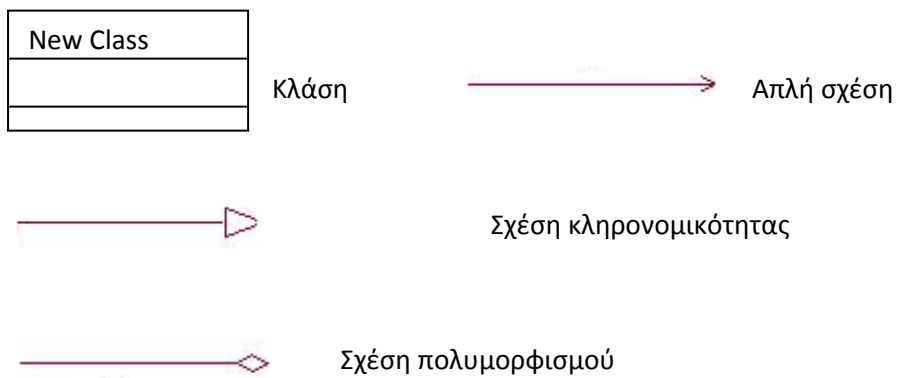 New Class
Κλάση
Απλή σχέση
Σχέση κληρονομικότητας
Σχέση πολυμορφισμού